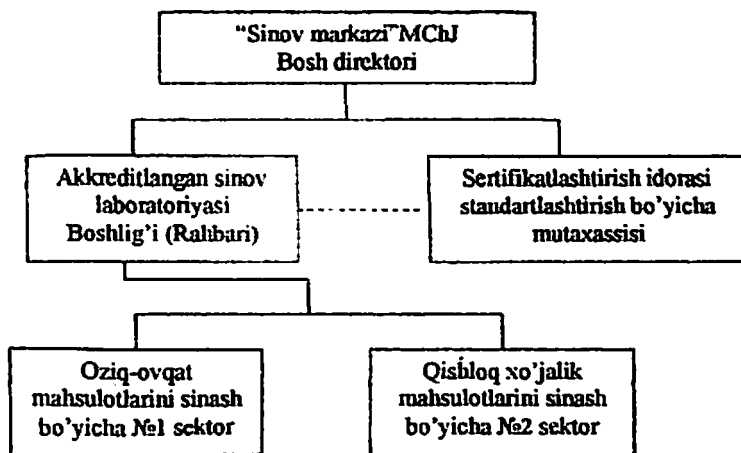 “Sinov markazi”MChJ
Bosh direktori
Akkreditlangan sinov
laboratoriyasi
Boshlig’i (Rahbari)
Sertifikatlashtirish idorasi
standartlashtirish bo’yicha
mutaxassisi
Oziq-ovqat
mahsulotlarini sinash
bo’yicha №1 sektor
Qishloq xo’jalik
mahsulotlarini sinash
bo’yicha №2 sektor